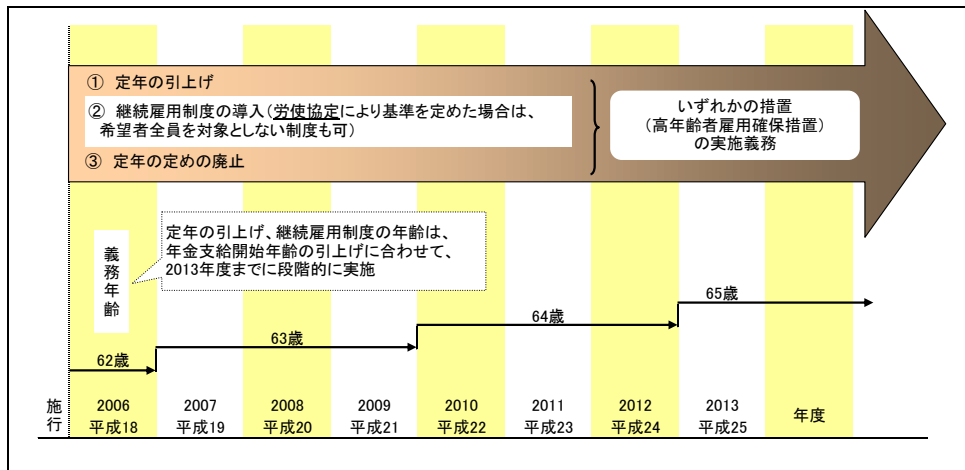 ① 定年の引上げ
② 継続雇用制度の導入(労使協定により基準を定めた場合は、
希望者全員を対象としない制度も可)
③ 定年の定めの廃止
いずれかの措置
(高年齢者雇用確保措置)
の実施義務
定年の引上げ、継続雇用制度の年齢は、
年金支給開始年齢の引上げに合わせて、
2013年度までに段階的に実施
義務年齢
65歳
64歳
63歳
62歳
施行
2006 2007 2008 2009 2010 2011 2012 2013 年度
平成18 平成19 平成20 平成21 平成22 平成23 平成24 平成25